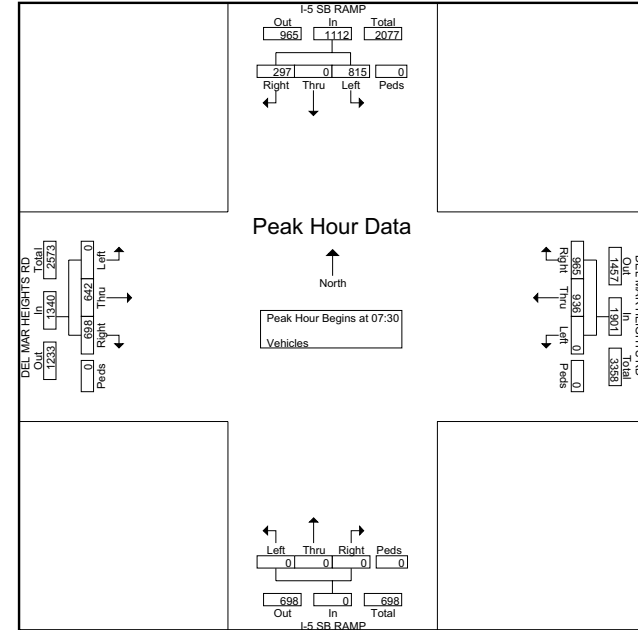 I-5 SB RAMP
Out In Total
965 1112 2077
297 0 815 0
Right Thru Left Peds
Peak Hour Data
North
Peak Hour Begins at 07:30
Vehicles
DEL MAR HEIGHTS RD
Out In Total
1233 1340 2573
0 698 642 0
Peds Right Thru Left
Right Thru Left Peds
965 936 0 0
1457 1901 3358
Out In Total
Left Thru Right Peds
0 0 0 0
698 0 698
Out In Total
I-5 SB RAMP